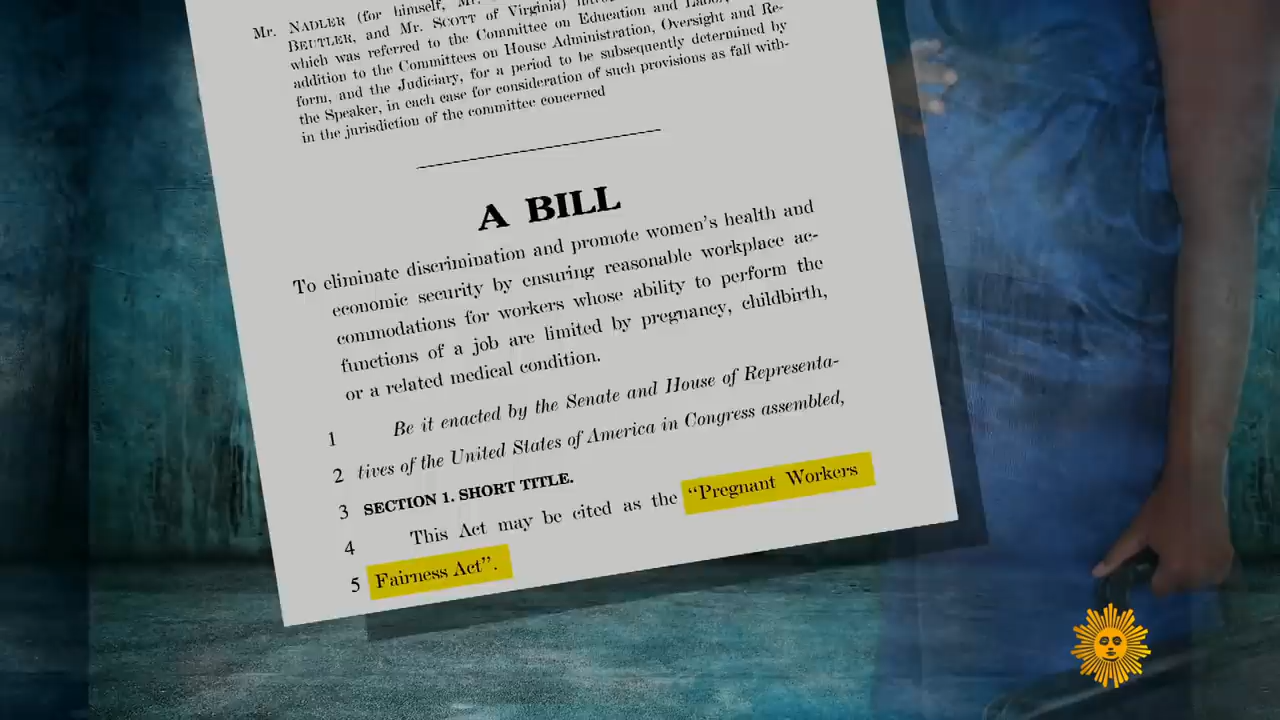 Mr. NADLER (for himself, Mr.
BEUTLER, and Mr. SCOTT of Virginia)
which was referred to the Committee on Education and Labor,
addition to the Committees on House Administration, Oversight and Re-
form, and the Judiciary, for a period to be subsequently determined by
the Speaker, in each case for consideration of such provisions as fall with-
in the jurisdiction of the committee concerned
A BILL
To eliminate discrimination and promote women's health and
economic security by ensuring reasonable workplace ac-
commodations for workers whose ability to perform the
functions of a job are limited by pregnancy, childbirth,
or a related medical condition.
1 Be it enacted by the Senate and House of Representa-
2 tives of the United States of America in Congress assembled,
3 SECTION 1. SHORT TITLE.
4 This Act may be cited as the “Pregnant Workers
5 Fairness Act”.